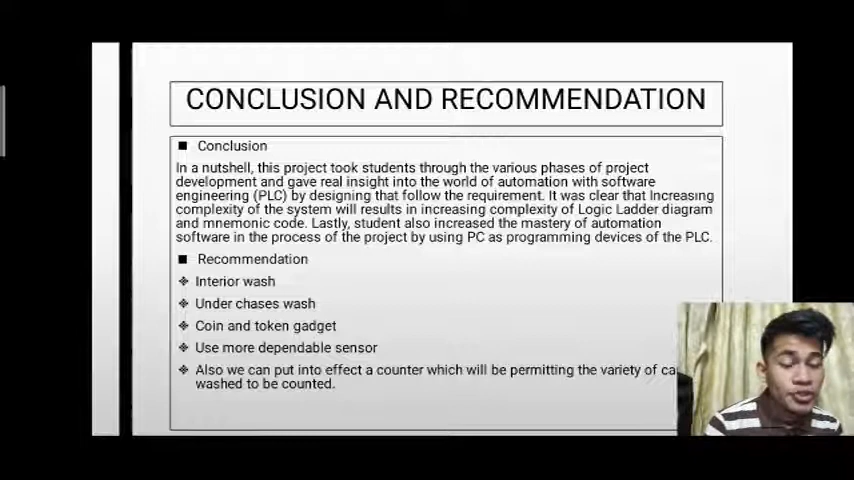 CONCLUSION AND RECOMMENDATION
Conclusion
In a nutshell, this project took students through the various phases of project
development and gave real insight into the world of automation with software
engineering (PLC) by designing that follow the requirement. It was clear that Increasing
complexity of the system will results in increasing complexity of Logic Ladder diagram
and mnemonic code. Lastly, student also increased the mastery of automation
software in the process of the project by using PC as programming devices of the PLC.
Recommendation
Interior wash
Under chases wash
Coin and token gadget
Use more dependable sensor
Also we can put into effect a counter which will be permitting the variety of
washed to be counted.